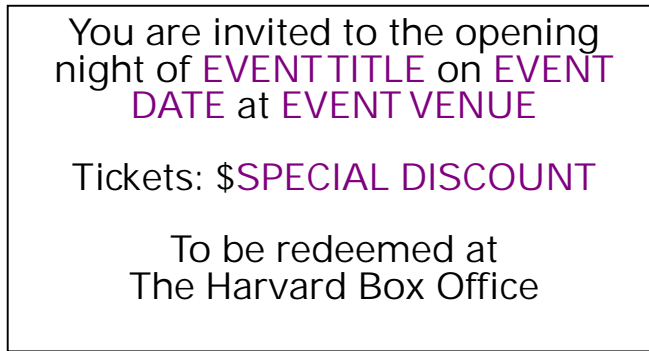 You are invited to the opening
night of EVENT TITLE on EVENT
DATE at EVENT VENUE
Tickets: $SPECIAL DISCOUNT
To be redeemed at
The Harvard Box Office